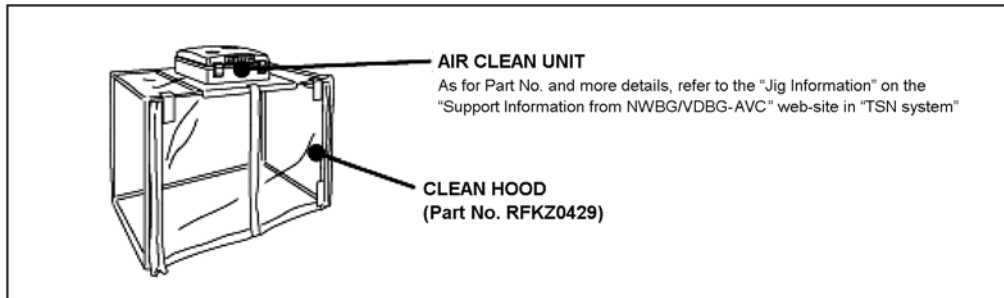 AIR CLEAN UNIT
As for Part No. and more details, refer to the “Jig Information” on the
“Support Information from NWBG/VDBG-AVC” web-site in “TSN system”
CLEAN HOOD
(Part No. RFKZ0429)